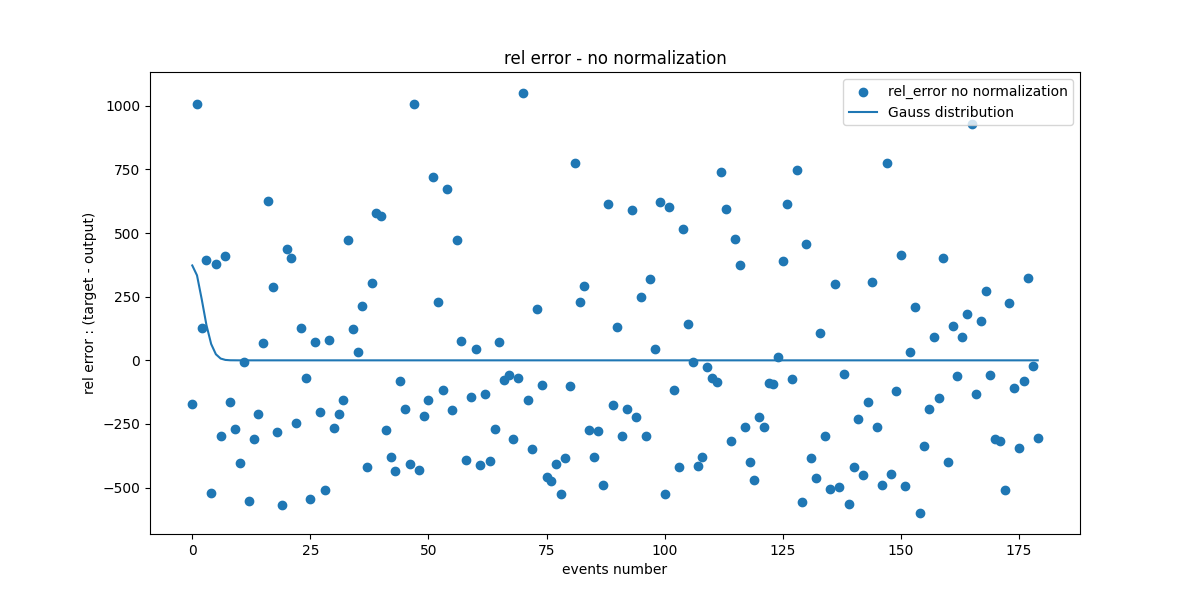 rel error - no normalization
rel_error no normalization
Gauss distribution
1000
750
500
250
0
−250
−500
rel error : (target - output)
0 25 50 75 100 125 150 175
events number